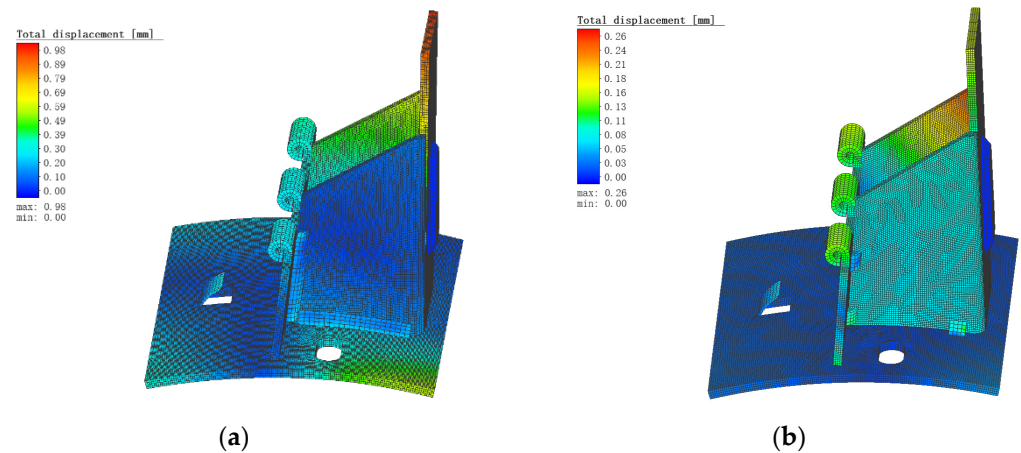 Total displacement [mm]
0.98
0.89
0.79
0.69
0.59
0.49
0.39
0.30
0.20
0.10
0.00
max: 0.98
min: 0.00
(a)
Total displacement [mm]
0.26
0.24
0.21
0.18
0.16
0.13
0.11
0.08
0.05
0.03
0.00
max: 0.26
min: 0.00
(b)